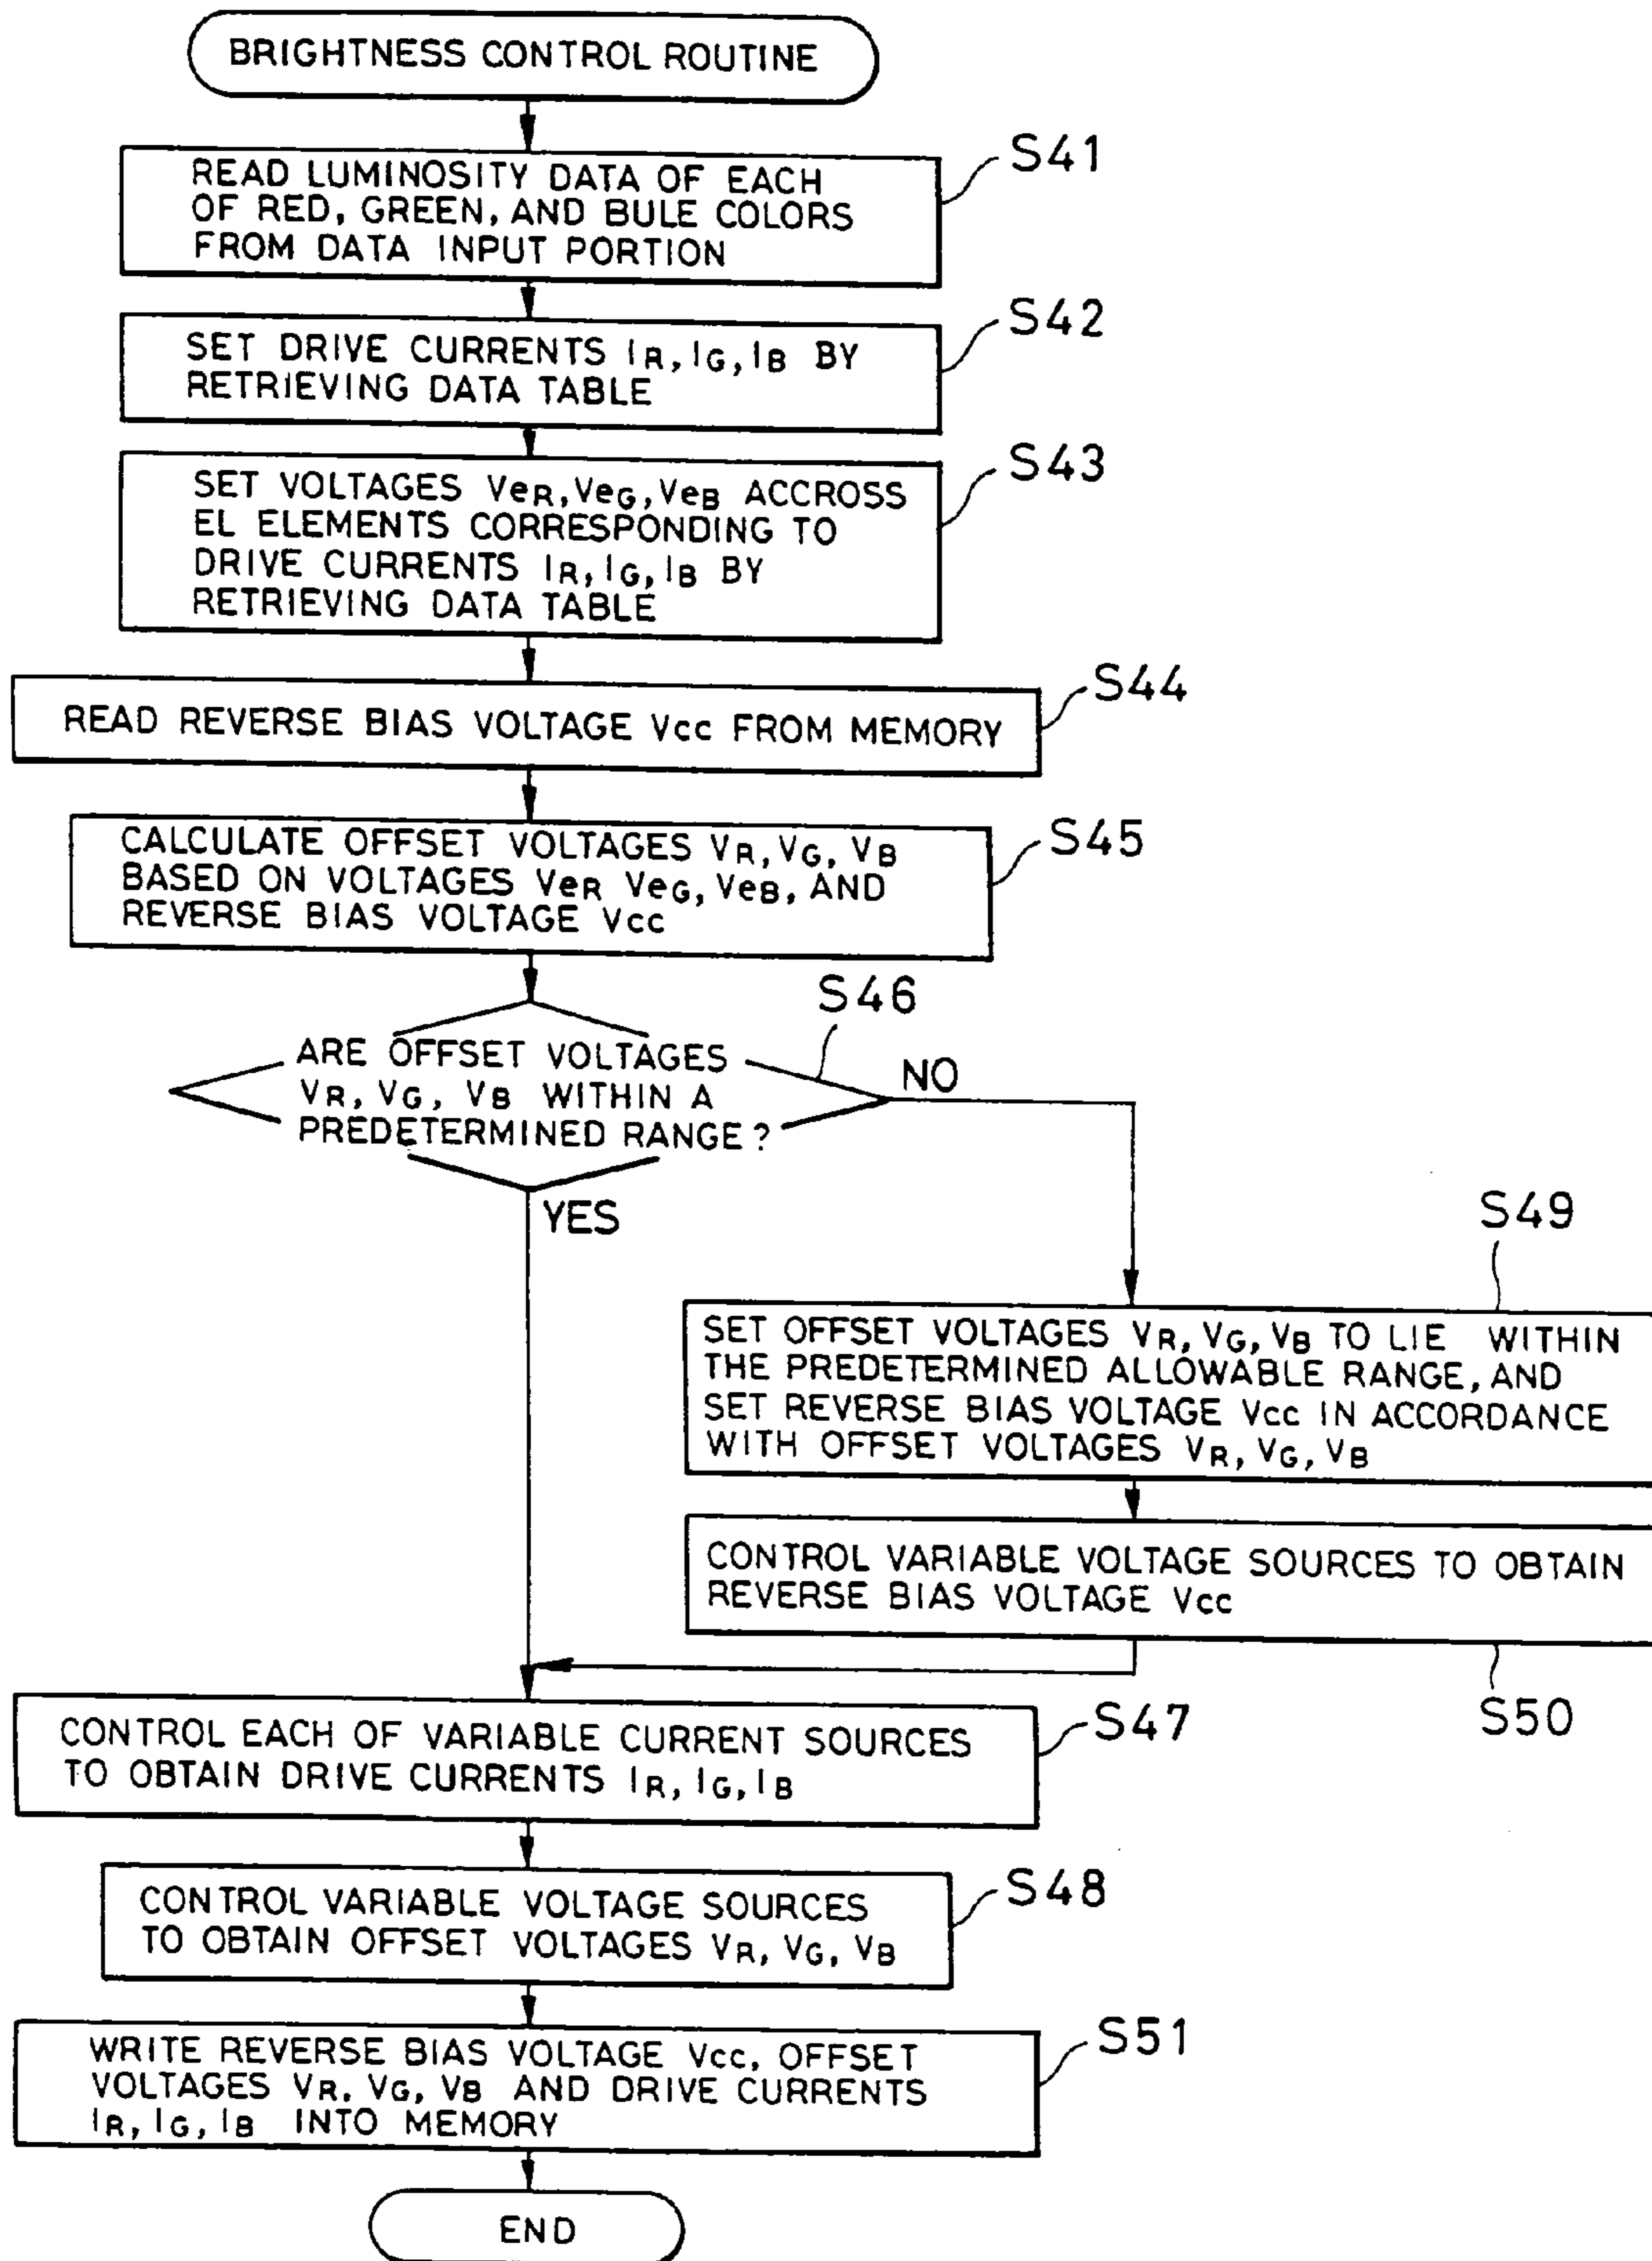 BRIGHTNESS CONTROL ROUTINE
S41
READ LUMINOSITY DATA OF EACH
OF RED, GREEN, AND BULE COLORS
FROM DATA INPUT PORTION
S42
SET DRIVE CURRENTS IR, IG, IB BY
RETRIEVING DATA TABLE
S43
SET VOLTAGES VeR, VeG, VeB ACCROSS
EL ELEMENTS CORRESPONDING TO
DRIVE CURRENTS IR, IG, IB BY
RETRIEVING DATA TABLE
S44
READ REVERSE BIAS VOLTAGE Vcc FROM MEMORY
S45
CALCULATE OFFSET VOLTAGES VR, VG, VB
BASED ON VOLTAGES VeR VeG, VeB, AND
REVERSE BIAS VOLTAGE Vcc
S46
ARE OFFSET VOLTAGES
VR, VG, VB WITHIN A
PREDETERMINED RANGE?
NO
YES
S49
SET OFFSET VOLTAGES VR, VG, VB TO LIE WITHIN
THE PREDETERMINED ALLOWABLE RANGE, AND
SET REVERSE BIAS VOLTAGE Vcc IN ACCORDANCE
WITH OFFSET VOLTAGES VR, VG, VB
CONTROL VARIABLE VOLTAGE SOURCES TO OBTAIN
REVERSE BIAS VOLTAGE Vcc
S50
S47
CONTROL EACH OF VARIABLE CURRENT SOURCES
TO OBTAIN DRIVE CURRENTS IR, IG, IB
S48
CONTROL VARIABLE VOLTAGE SOURCES
TO OBTAIN OFFSET VOLTAGES VR, VG, VB
S51
WRITE REVERSE BIAS VOLTAGE Vcc, OFFSET
VOLTAGES VR, VG, VB AND DRIVE CURRENTS
IR, IG, IB INTO MEMORY
END